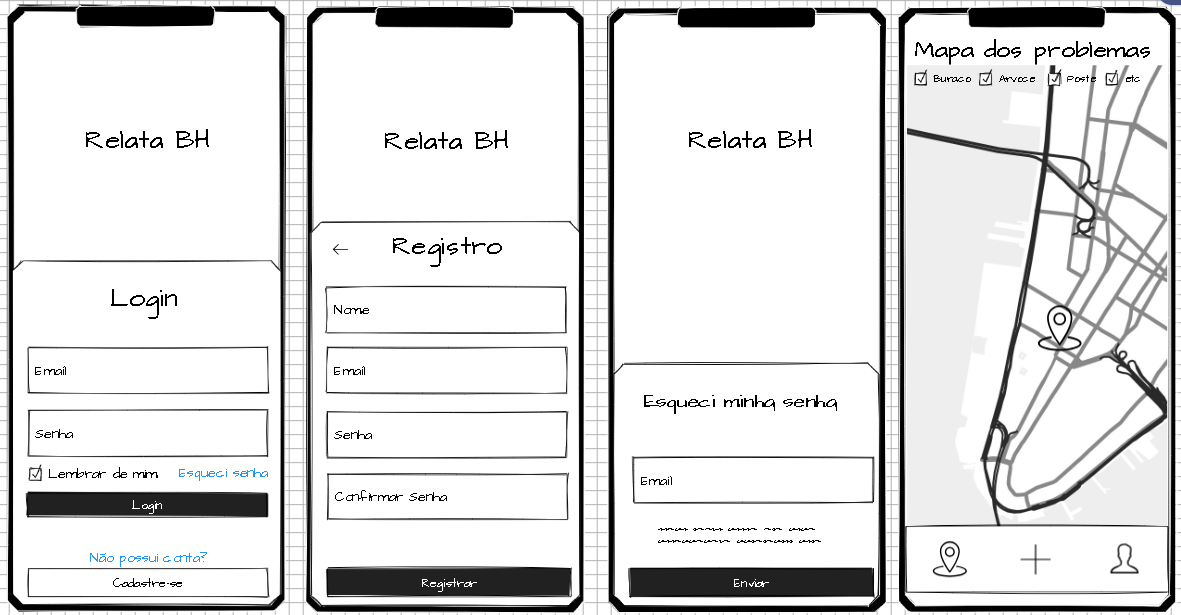 Relata BH
Login
Email
Senha
Lembrar de mim. Esqueci senha
Login
Não possui conta?
Cadastre-se
Relata BH
Registro
Nome
Email
Senha
Confirmar Senha
Registrar
Relata BH
Esqueci minha senha
Email
Enviar
Mapa dos problemas
Buraco Arvoce Poste etc